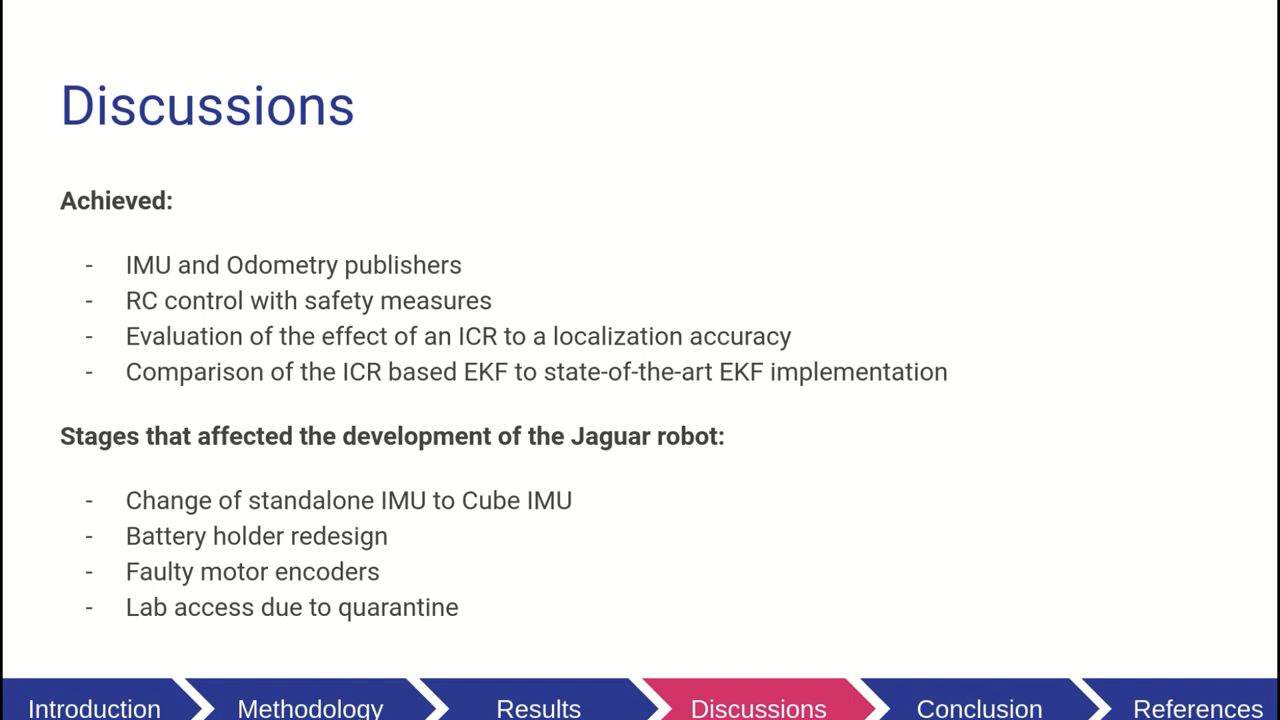 Discussions
Achieved:
- IMU and Odometry publishers
- RC control with safety measures
- Evaluation of the effect of an ICR to a localization accuracy
- Comparison of the ICR based EKF to state-of-the-art EKF implementation
Stages that affected the development of the Jaguar robot:
- Change of standalone IMU to Cube IMU
- Battery holder redesign
- Faulty motor encoders
- Lab access due to quarantine
Introduction Methodology Results Discussions Conclusion References